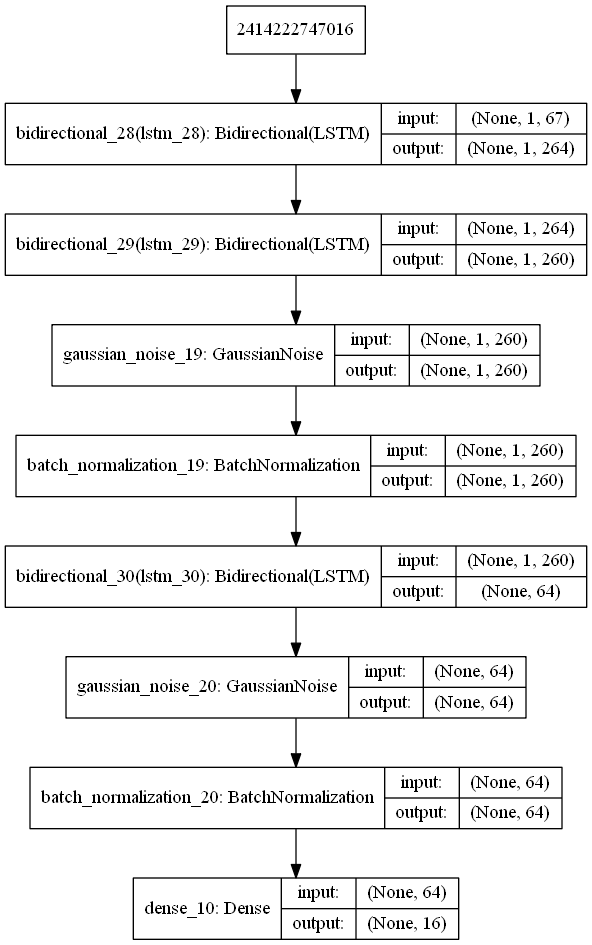 2414222747016
bidirectional_28(lstm_28): Bidirectional(LSTM)
input: (None, 1, 67)
output: (None, 1, 264)
bidirectional_29(lstm_29): Bidirectional(LSTM)
input: (None, 1, 264)
output: (None, 1, 260)
gaussian_noise_19: GaussianNoise
input: (None, 1, 260)
output: (None, 1, 260)
batch_normalization_19: BatchNormalization
input: (None, 1, 260)
output: (None, 1, 260)
bidirectional_30(lstm_30): Bidirectional(LSTM)
input: (None, 1, 260)
output: (None, 64)
gaussian_noise_20: GaussianNoise
input: (None, 64)
output: (None, 64)
batch_normalization_20: BatchNormalization
input: (None, 64)
output: (None, 64)
dense_10: Dense
input: (None, 64)
output: (None, 16)